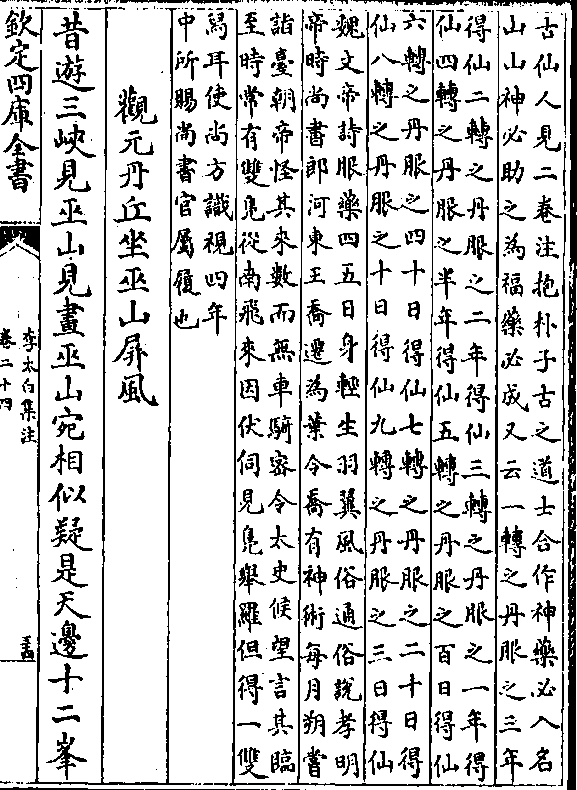 古仙人見二卷注抱朴子古之道士合作神藥必入名
山山神必助之為福藥必成又云一轉之丹服之三年
得仙二轉之丹服之二年得仙三轉之丹服之一年得
仙四轉之丹服之半年得仙五轉之丹服之百日得仙
六轉之丹服之四十日得仙七轉之丹服之二十日得
仙八轉之丹服之十日得仙九轉之丹服之三日得仙
魏文帝詩服藥四五日身輕生羽翼風俗通俗說孝明
帝時尚書郎河東王喬遷為葉令喬有神術每月朔嘗
詣臺朝帝怪其來數而無車騎密令太史候望言其臨
至時常有雙鳧從南飛來因伏伺見鳧舉羅但得一雙
舄耳使尚方識視四年
中所賜尚書官屬履也
觀元丹丘坐巫山屏風
昔遊三峽見巫山見畫巫山宛相似疑是天邊十二峯
欽定四庫全書
李太白集注
卷二十四